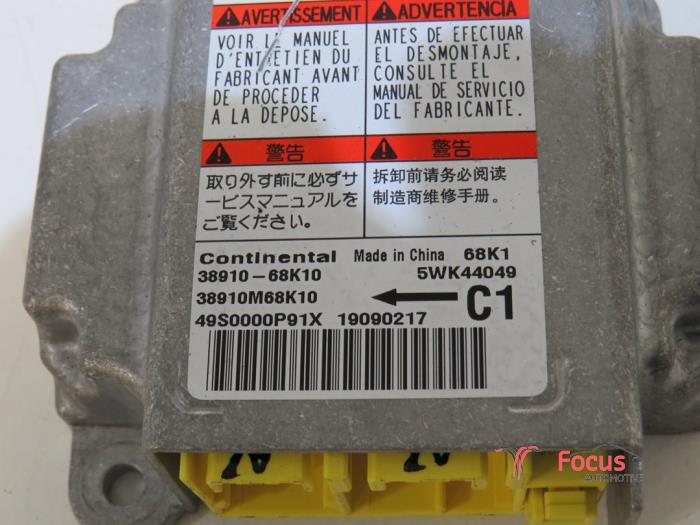 AVERTISSEMENT
VOIR LE MANUEL
D'ENTRETIEN DU
FABRICANT AVANT
DE PROCEDER
A LA DEPOSE.
ADVERTENCIA
ANTES DE EFECTUAR
EL DESMONTAJE,
CONSULTE EL
MANUAL DE SERVICIO
DEL FABRICANTE.
警告
取り外す前に必ずサ
ービスマニュアルを
ご覧ください。
警告
拆卸前请务必阅读
制造商维修手册.
Continental Made in China 68K1
38910-68K10 5WK44049
38910M68K10 C1
49S0000P91X 19090217
Focus
AUTOMOTIVE